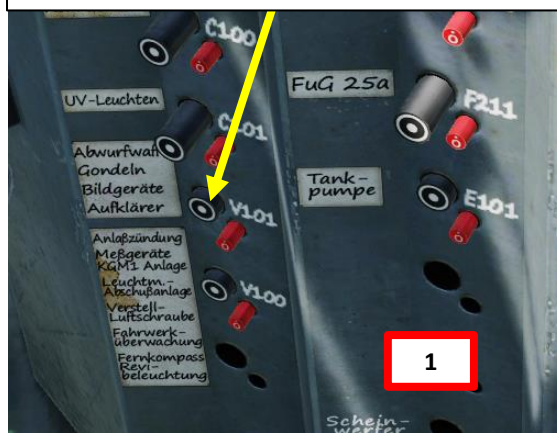 C100
UV-Leuchten
C101
Abwurfwaff
Gondeln
Bildgeräte
Aufklärer
V101
Anlaßzündung
Meßgeräte
KGM1 Anlage
Leuchtm.-
Abschußanlage
Verstell-
Luftschraube
Fahrwerk-
überwachung
Fernkompass
Revi-
beleuchtung
V100
FuG 25a
F211
Tank-
pumpe
E101
1
Schein-
werfer